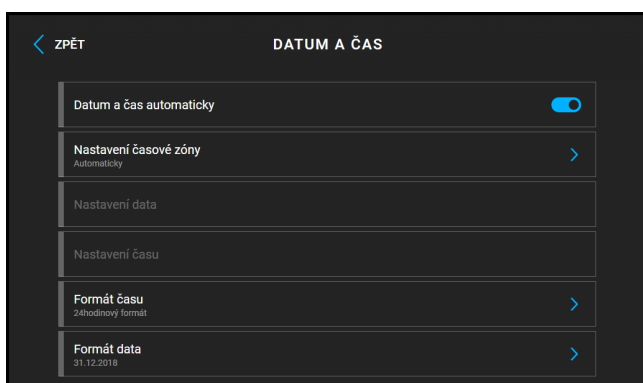 ZPĚT
DATUM A ČAS
Datum a čas automaticky
Nastavení časové zóny
Automaticky
Nastavení data
Nastavení času
Formát času
24hodinový formát
Formát data
31.12.2018